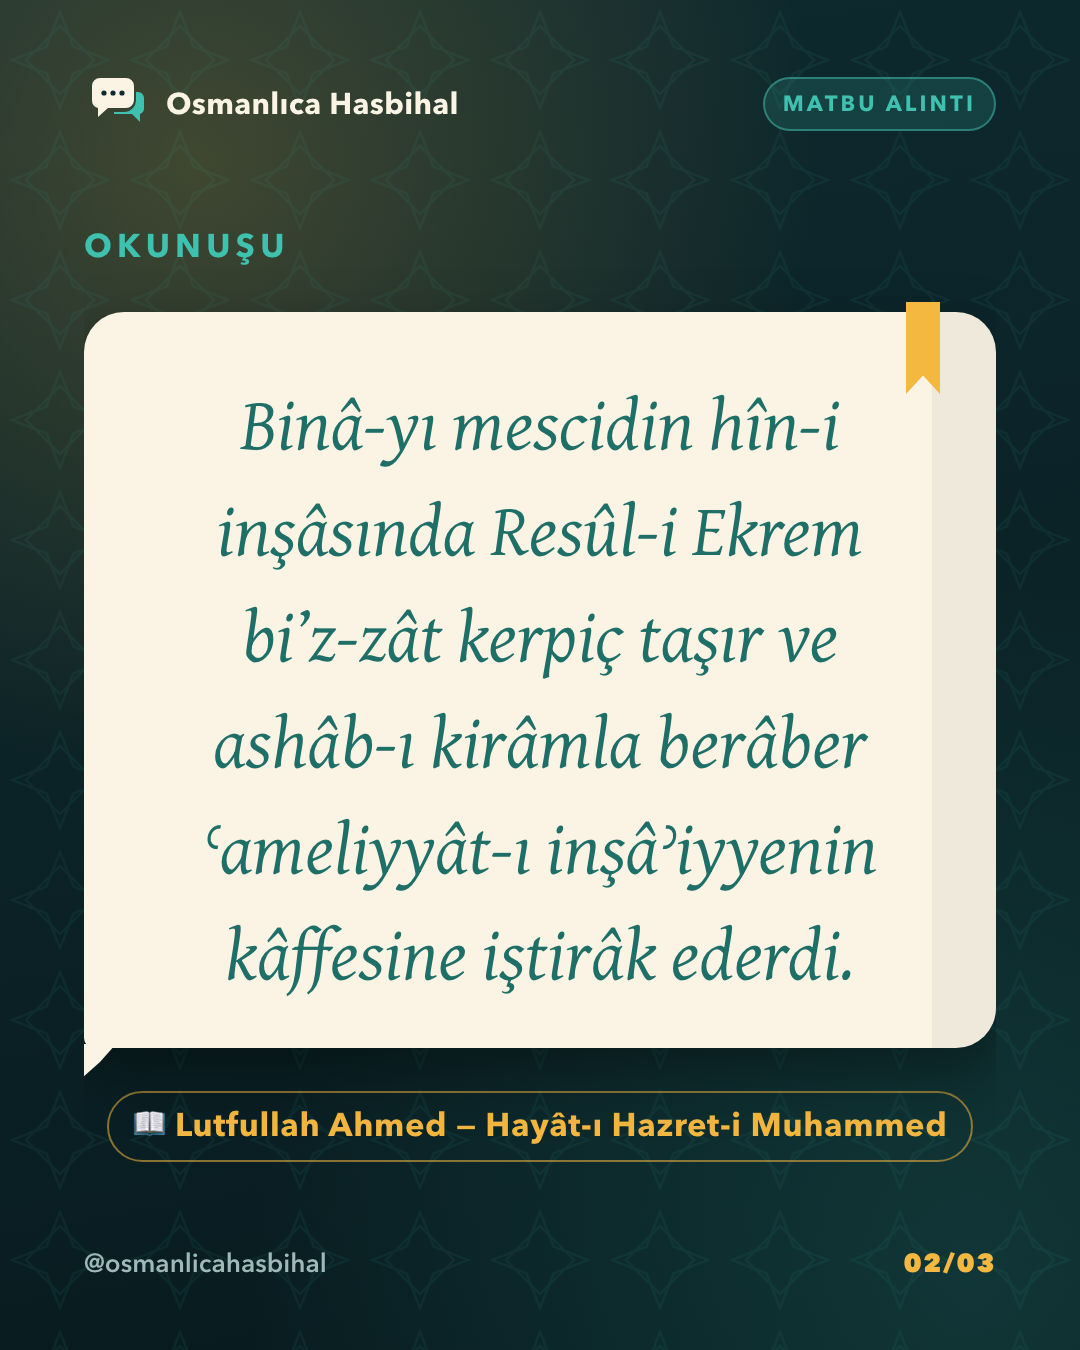 Osmanlıca Hasbihal
MATBU ALINTI
OKUNUŞU
Binâ-yı mescidin hîn-i
inşâsında Resûl-i Ekrem
bi’z-zât kerpiç taşır ve
ashâb-ı kirâmla berâber
ʿameliyyât-ı inşâʾiyyenin
kâffesine iştirâk ederdi.
📖 Lutfullah Ahmed — Hayât-ı Hazret-i Muhammed
@osmanlicahasbihal
02/03